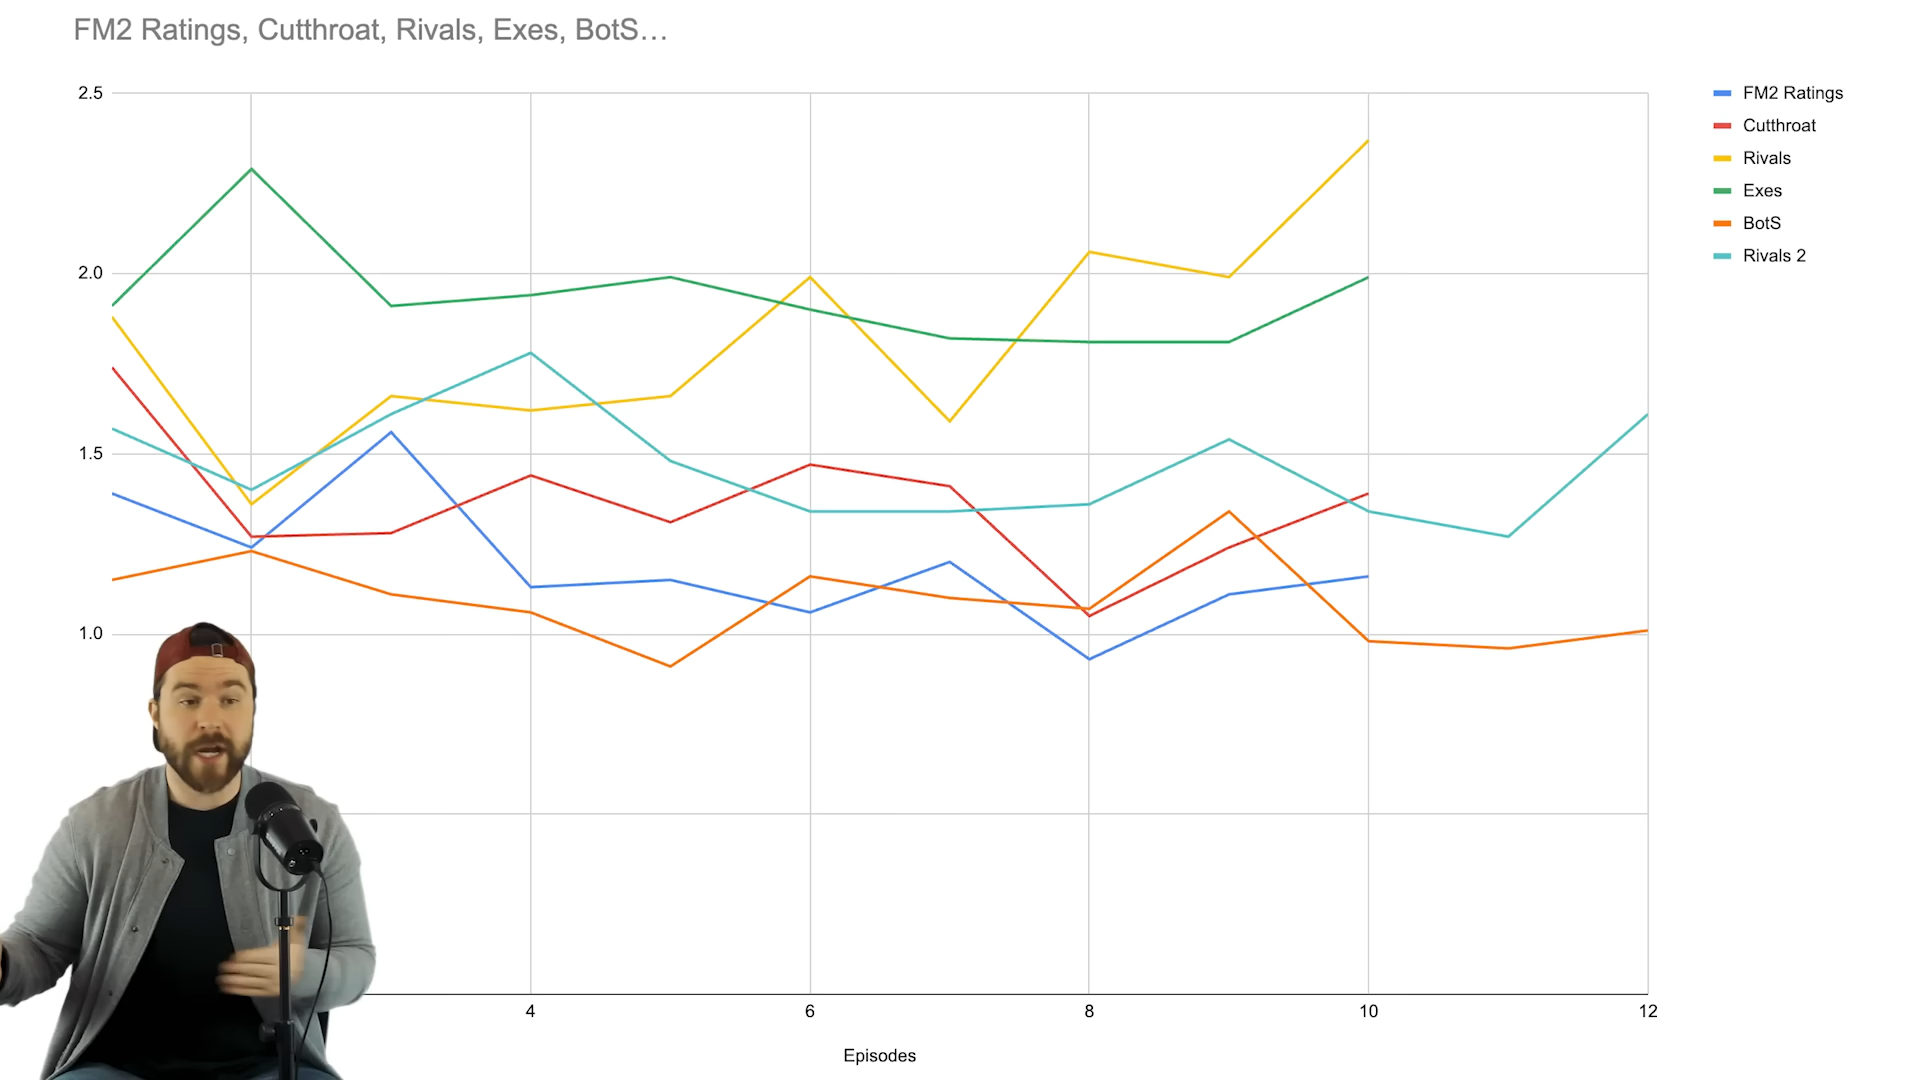 FM2 Ratings, Cutthroat, Rivals, Exes, BotS…
2.5
2.0
1.5
1.0
FM2 Ratings
Cutthroat
Rivals
Exes
BotS
Rivals 2
4
6
8
10
12
Episodes